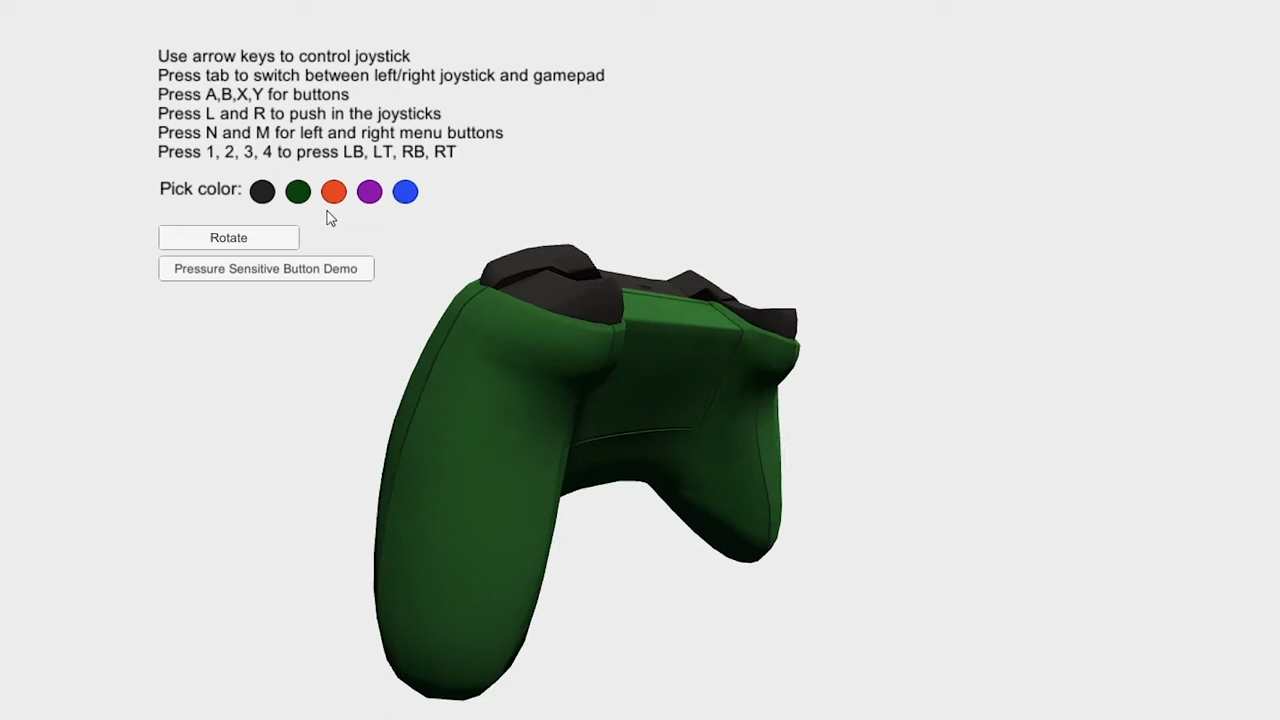 Use arrow keys to control joystick
Press tab to switch between left/right joystick and gamepad
Press A,B,X,Y for buttons
Press L and R to push in the joysticks
Press N and M for left and right menu buttons
Press 1, 2, 3, 4 to press LB, LT, RB, RT
Pick color:
Rotate
Pressure Sensitive Button Demo